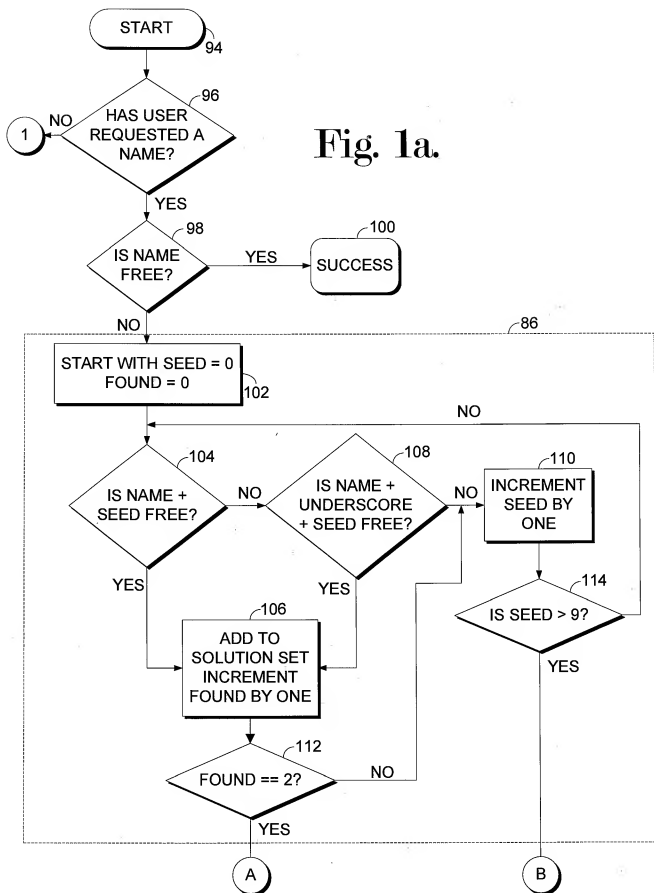 START
94
96
HAS USER
REQUESTED A
NAME?
NO
1
Fig. 1a.
YES
98
IS NAME
FREE?
YES
100
SUCCESS
NO
86
START WITH SEED = 0
FOUND = 0
102
NO
104
IS NAME +
SEED FREE?
NO
108
IS NAME +
UNDERSCORE
+ SEED FREE?
NO
110
INCREMENT
SEED BY
ONE
YES
YES
114
IS SEED > 9?
106
ADD TO
SOLUTION SET
INCREMENT
FOUND BY ONE
YES
112
FOUND == 2?
NO
YES
A
B